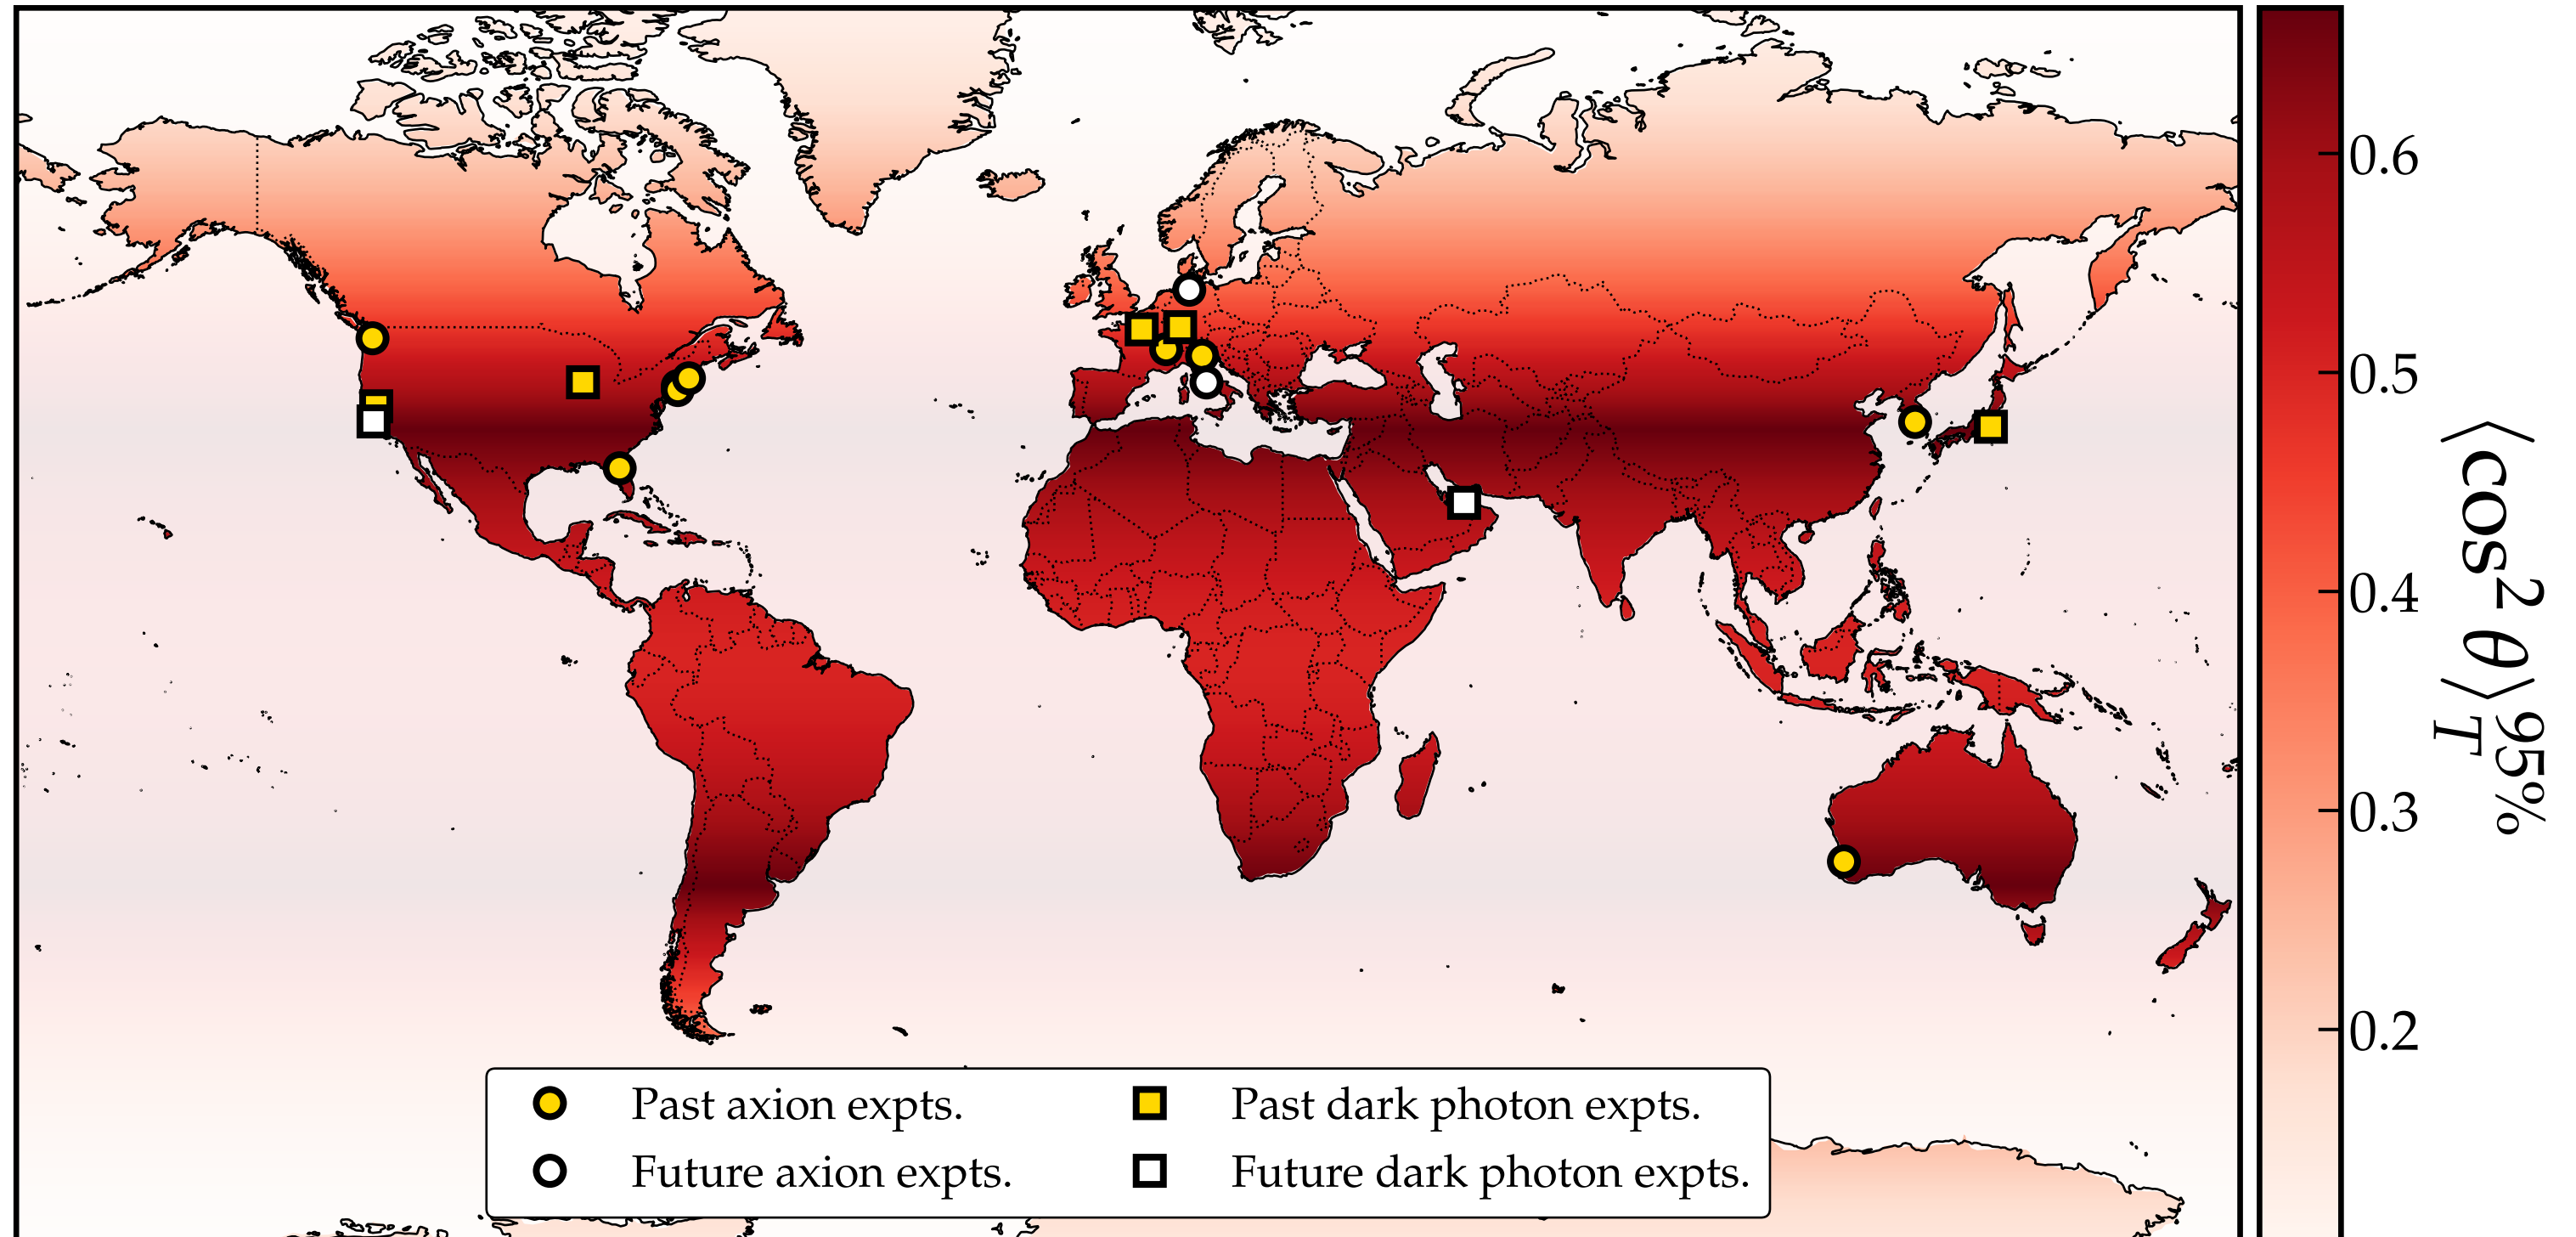 Past axion expts.
Future axion expts.
Past dark photon expts.
Future dark photon expts.
0.6
0.5
0.4
0.3
0.2
⟨cos² θ⟩_T^95%